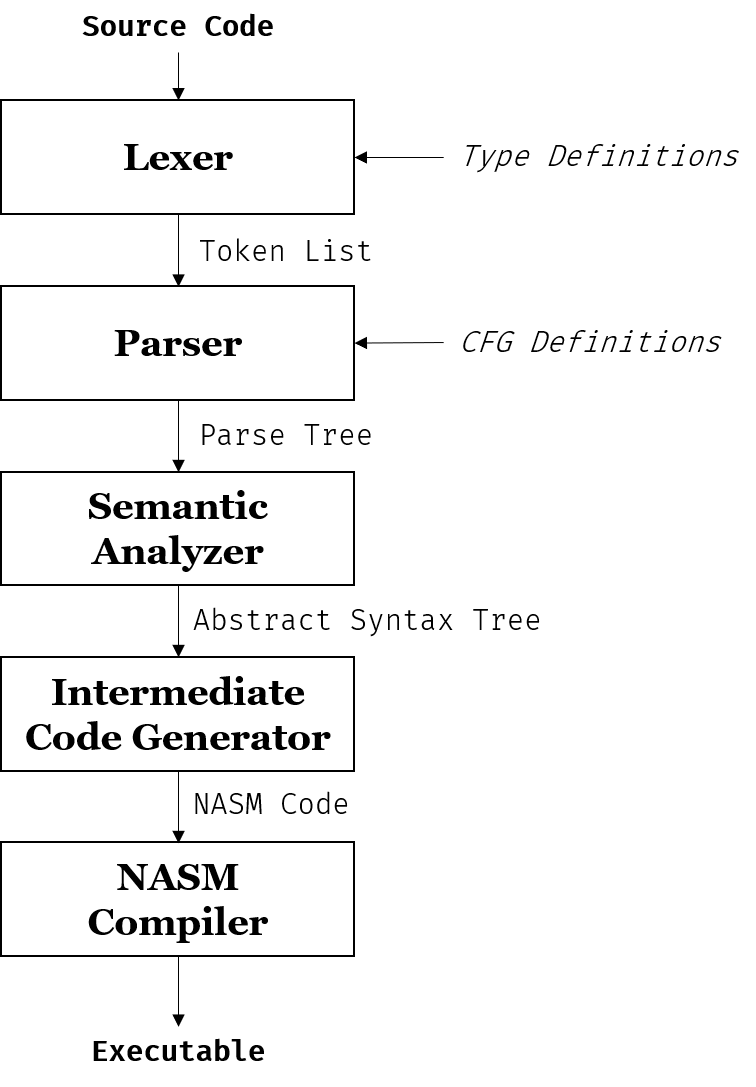 Source Code
Lexer
Type Definitions
Token List
Parser
CFG Definitions
Parse Tree
Semantic
Analyzer
Abstract Syntax Tree
Intermediate
Code Generator
NASM Code
NASM
Compiler
Executable